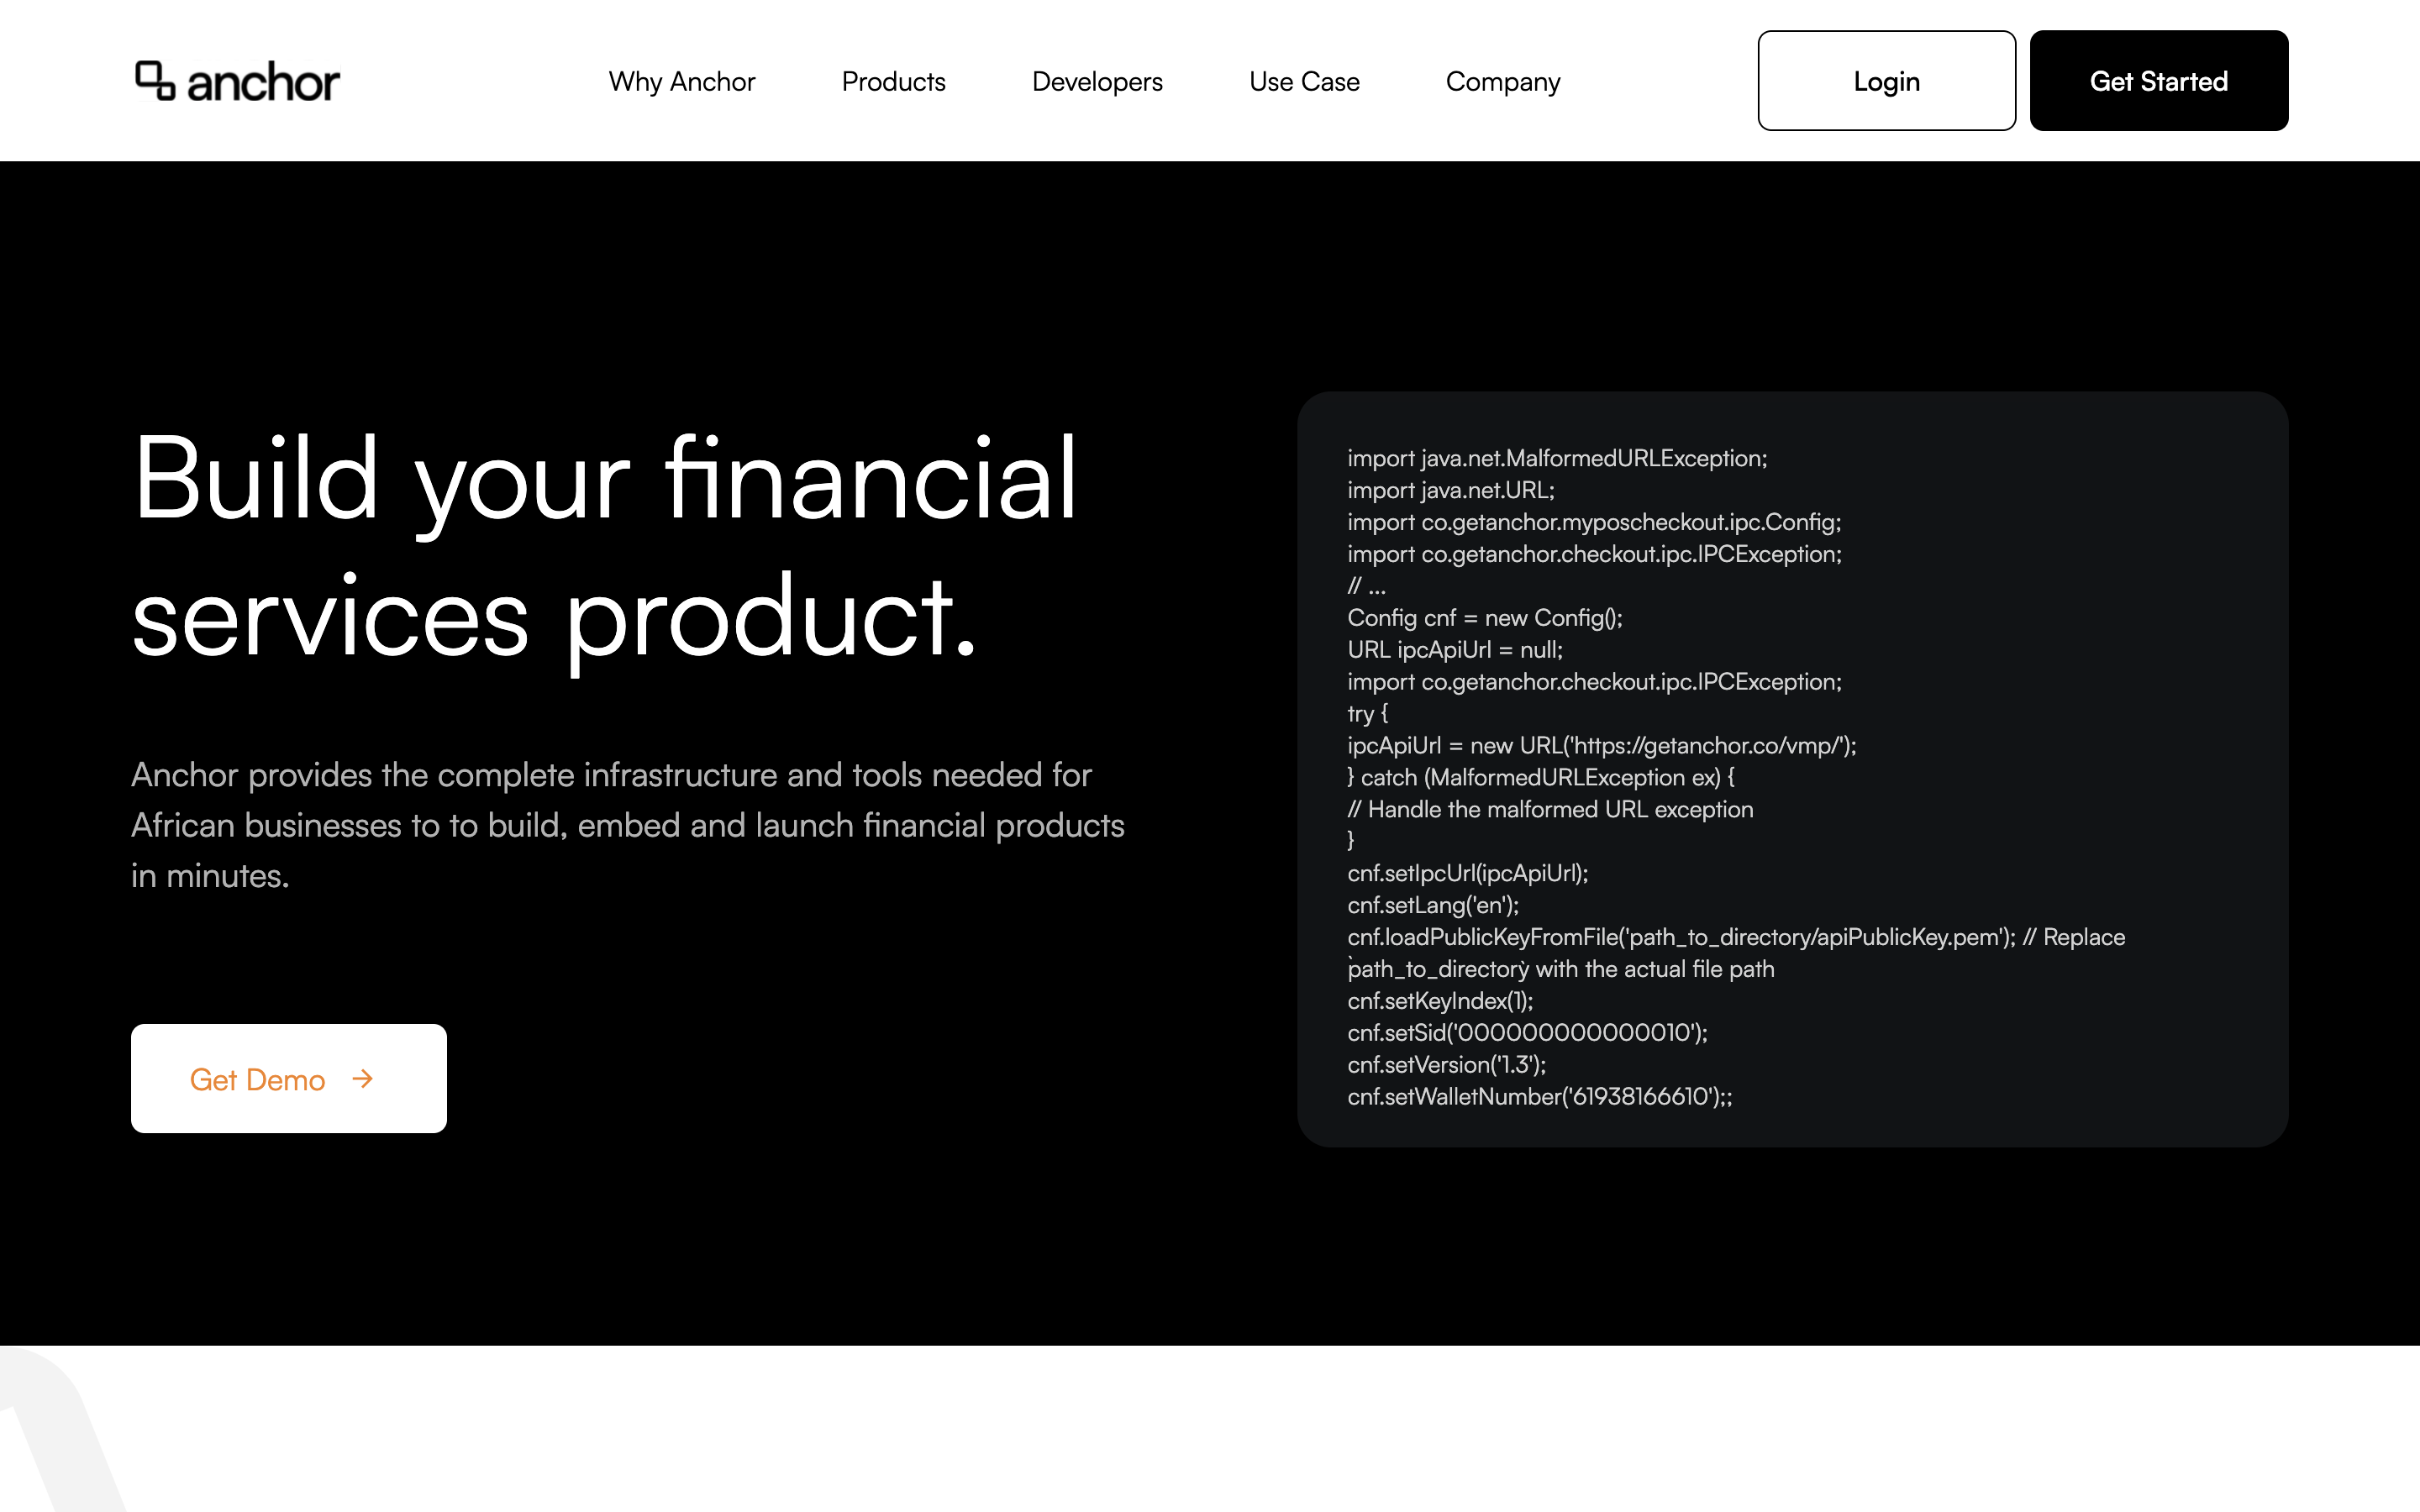 anchor
Why Anchor
Products
Developers
Use Case
Company
Login
Get Started
Build your financial
services product.
Anchor provides the complete infrastructure and tools needed for
African businesses to to build, embed and launch financial products
in minutes.
Get Demo
import java.net.MalformedURLException;
import java.net.URL;
import co.getanchor.myposcheckout.ipc.Config;
import co.getanchor.checkout.ipc.IPCException;
// ...
Config cnf = new Config();
URL ipcApiUrl = null;
import co.getanchor.checkout.ipc.IPCException;
try {
ipcApiUrl = new URL('https://getanchor.co/vmp/');
} catch (MalformedURLException ex) {
// Handle the malformed URL exception
}
cnf.setIpcUrl(ipcApiUrl);
cnf.setLang('en');
cnf.loadPublicKeyFromFile('path_to_directory/apiPublicKey.pem'); // Replace
`path_to_directory` with the actual file path
cnf.setKeyIndex(1);
cnf.setSid('000000000000010');
cnf.setVersion('1.3');
cnf.setWalletNumber('61938166610');;